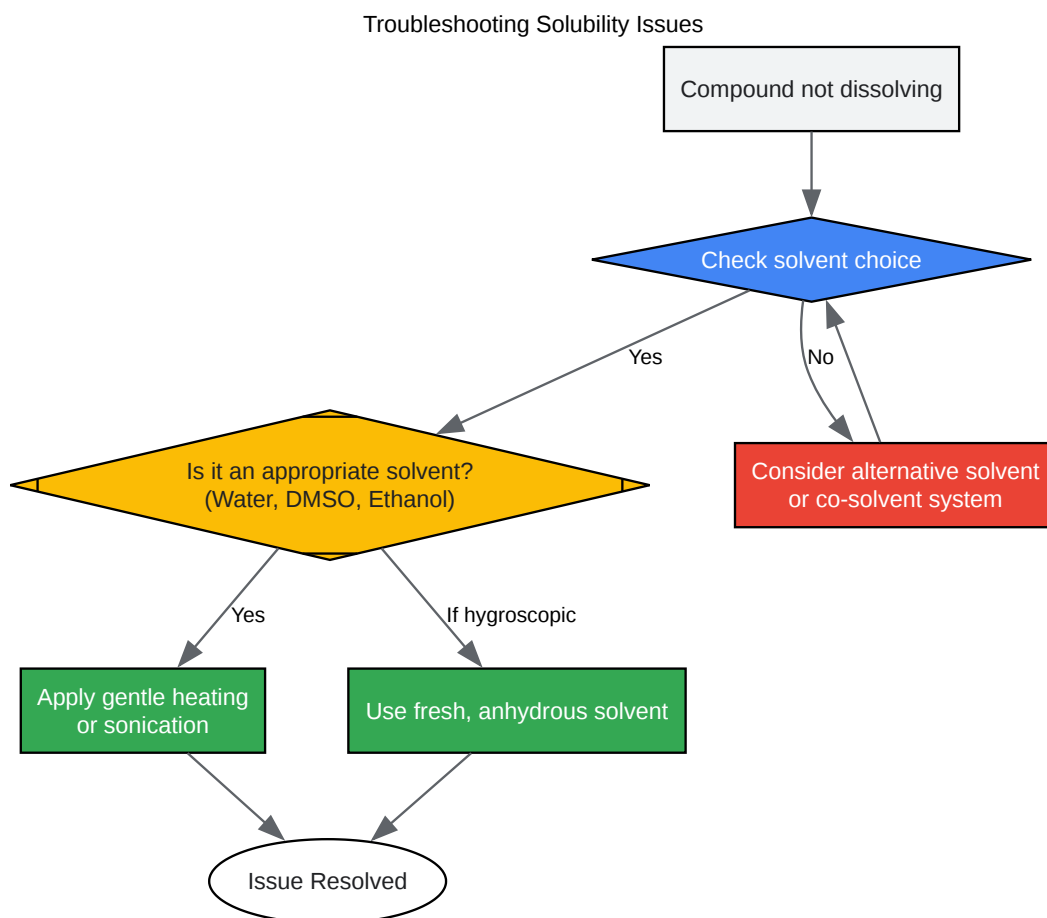 Troubleshooting Solubility Issues
Compound not dissolving
Check solvent choice
Yes
No
Is it an appropriate solvent?
(Water, DMSO, Ethanol)
Consider alternative solvent
or co-solvent system
Yes
If hygroscopic
Apply gentle heating
or sonication
Use fresh, anhydrous solvent
Issue Resolved